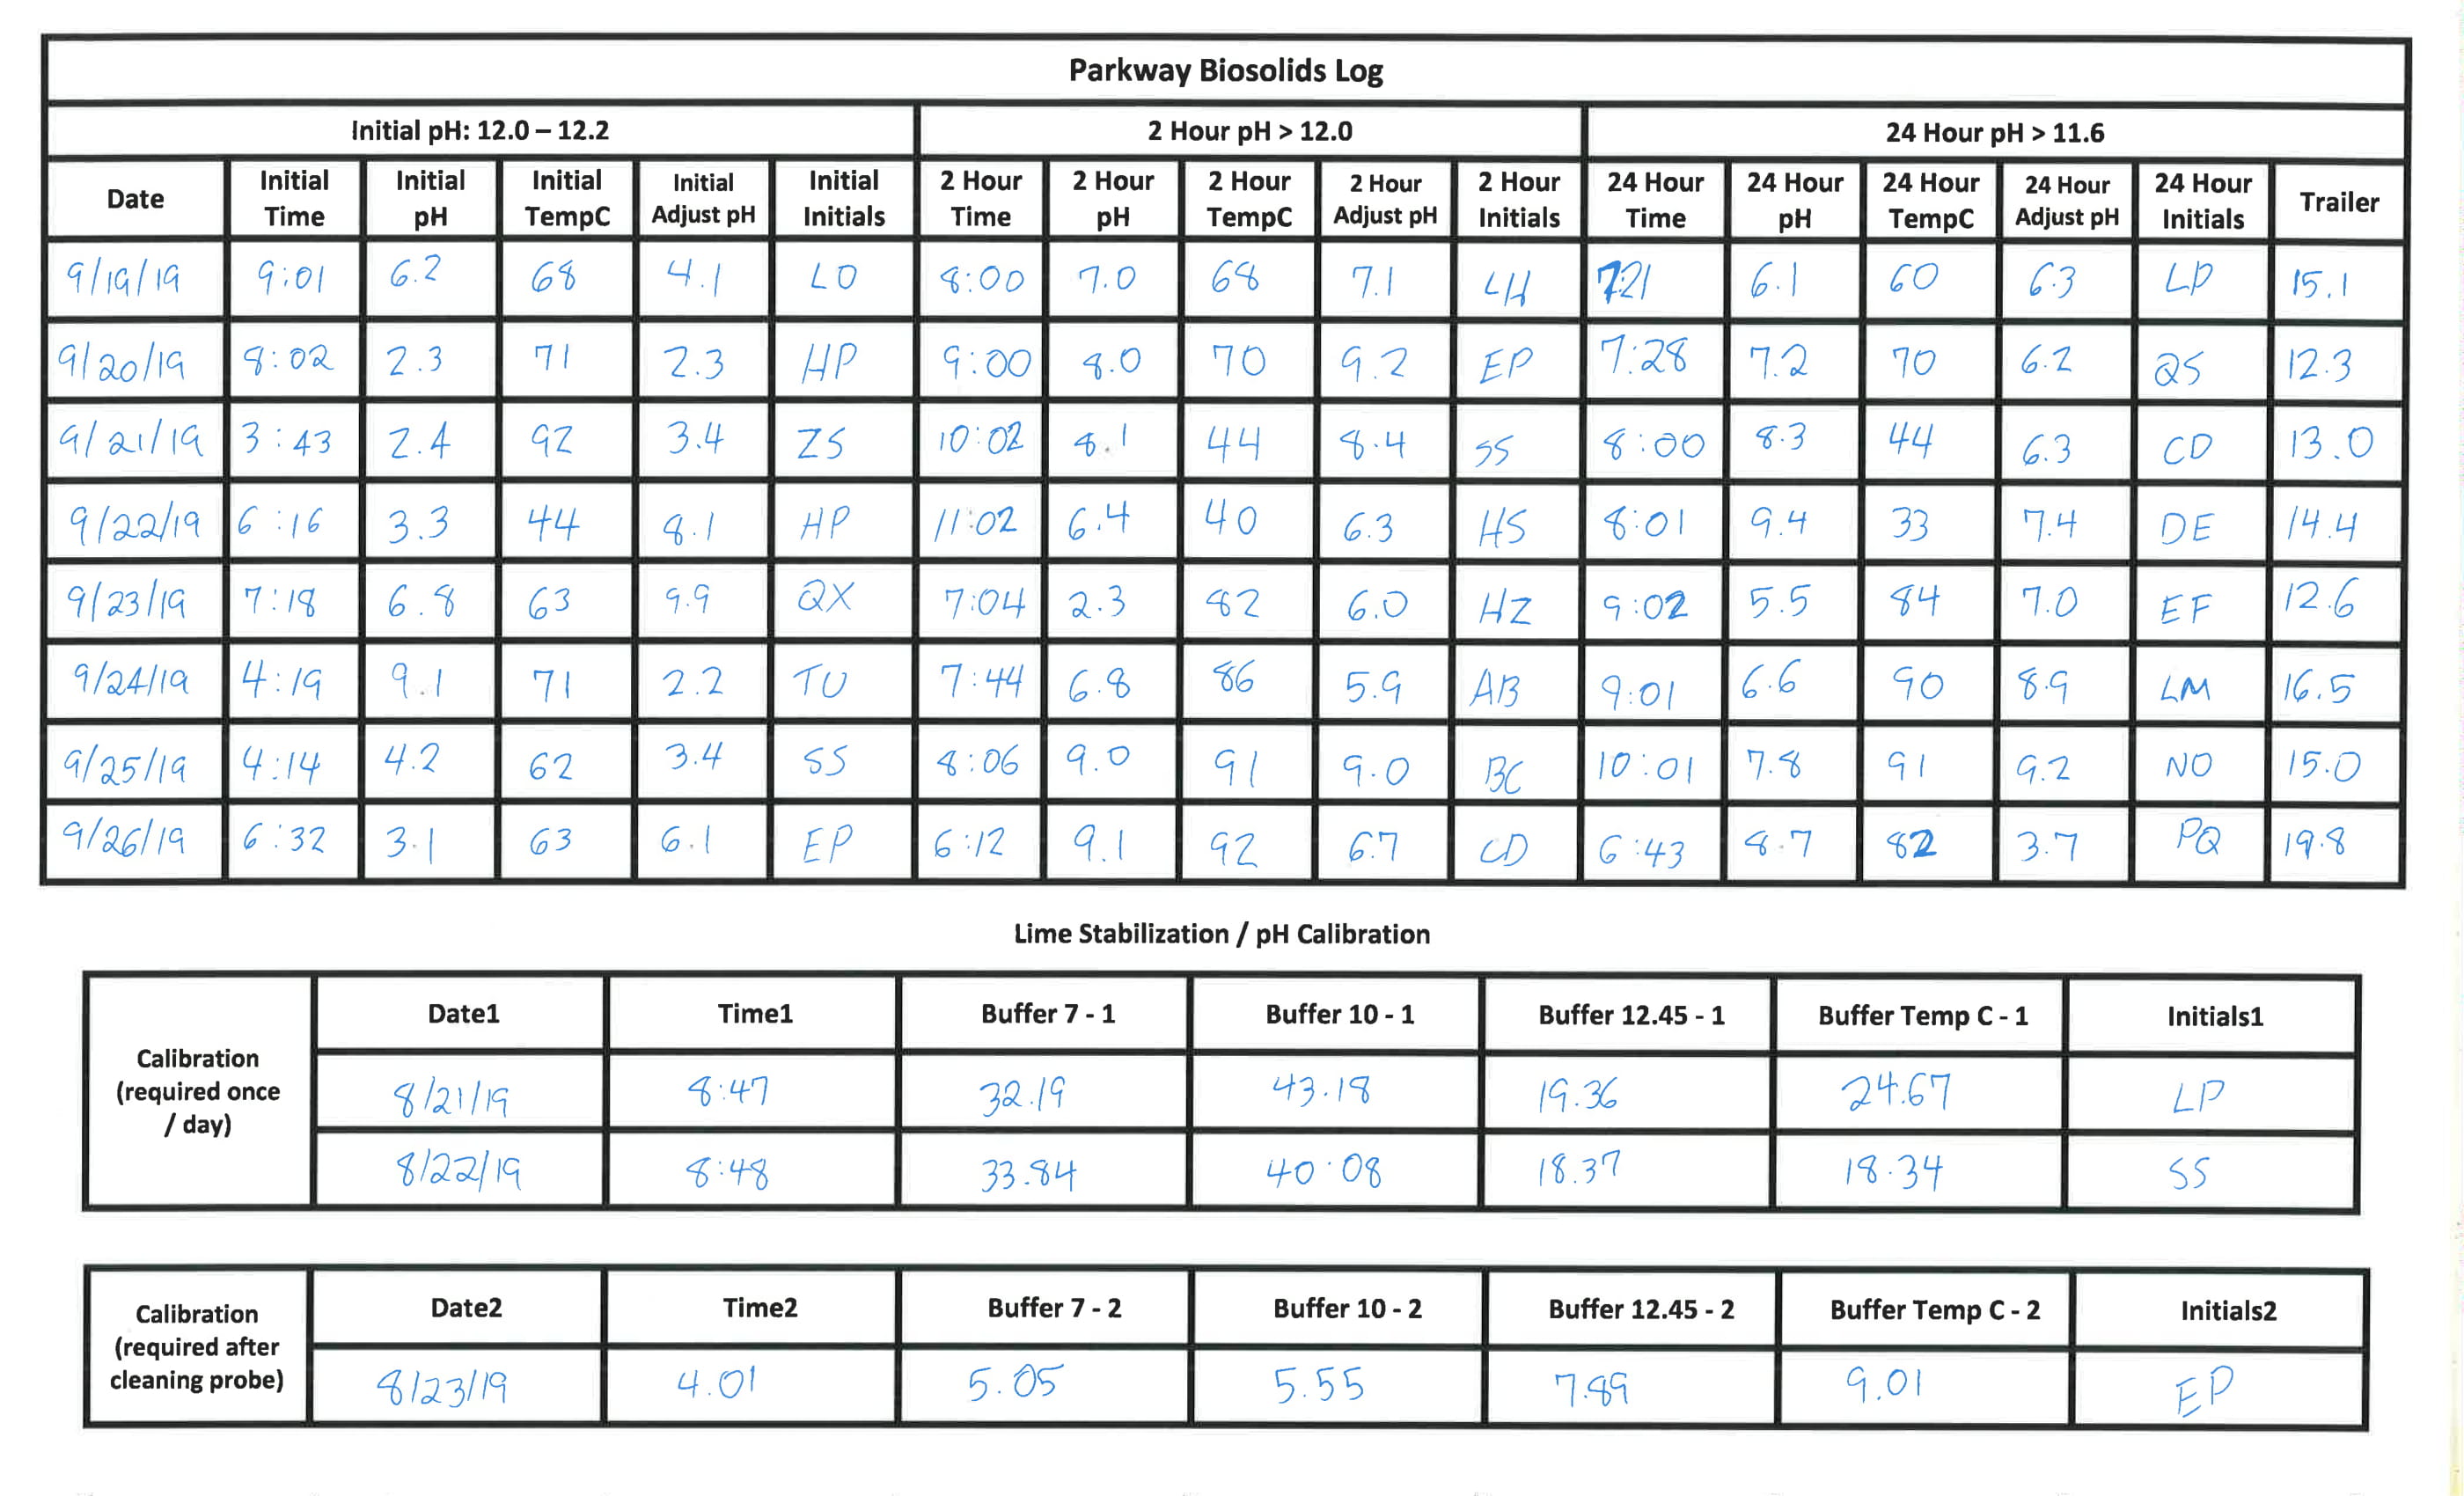 Parkway Biosolids Log
Initial pH: 12.0 – 12.2 2 Hour pH > 12.0 24 Hour pH > 11.6
Date Initial Time Initial pH Initial TempC Initial Adjust pH Initial Initials 2 Hour Time 2 Hour pH 2 Hour TempC 2 Hour Adjust pH 2 Hour Initials 24 Hour Time 24 Hour pH 24 Hour TempC 24 Hour Adjust pH 24 Hour Initials Trailer
9/19/19 9:01 6.2 68 4.1 LO 8:00 7.0 68 7.1 LH 721 6.1 60 6.3 LP 15.1
9/20/19 8:02 2.3 71 2.3 HP 9:00 8.0 70 9.2 EP 7:28 7.2 70 6.2 QS 12.3
9/21/19 3:43 2.4 92 3.4 ZS 10:02 8.1 44 8.4 SS 8:00 8.3 44 6.3 CD 13.0
9/22/19 6:16 3.3 44 8.1 HP 11:02 6.4 40 6.3 HS 8:01 9.4 33 7.4 DE 14.4
9/23/19 7:18 6.8 63 9.9 QX 7:04 2.3 82 6.0 HZ 9:02 5.5 84 7.0 EF 12.6
9/24/19 4:19 9.1 71 2.2 TU 7:44 6.8 86 5.9 AB 9:01 6.6 90 8.9 LM 16.5
9/25/19 4:14 4.2 62 3.4 SS 8:06 9.0 91 9.0 BC 10:01 7.8 91 9.2 NO 15.0
9/26/19 6:32 3.1 63 6.1 EP 6:12 9.1 92 6.7 CD 6:43 8.7 82 3.7 PQ 19.8
Lime Stabilization / pH Calibration
Calibration (required once / day) Date1 Time1 Buffer 7 - 1 Buffer 10 - 1 Buffer 12.45 - 1 Buffer Temp C - 1 Initials1
8/21/19 8:47 32.19 43.18 19.36 24.67 LP
8/22/19 8:48 33.84 40.08 18.37 18.34 SS
Calibration (required after cleaning probe) Date2 Time2 Buffer 7 - 2 Buffer 10 - 2 Buffer 12.45 - 2 Buffer Temp C - 2 Initials2
8/23/19 4.01 5.05 5.55 7.89 9.01 EP